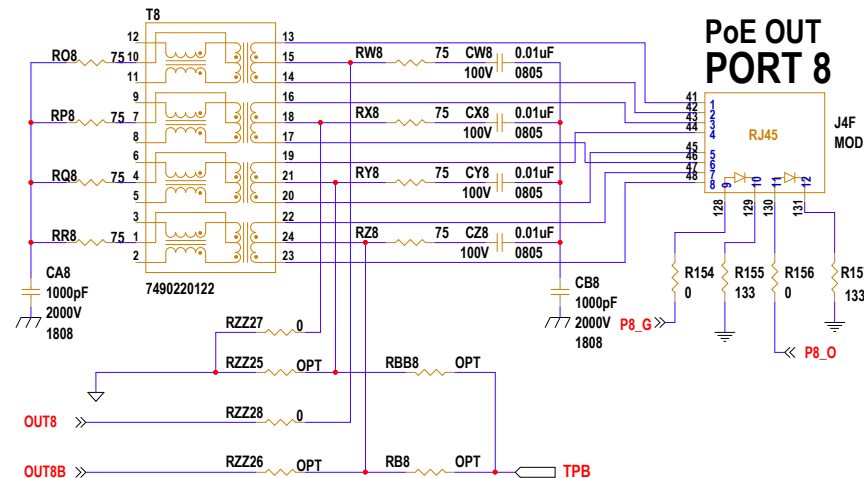 T8
PoE OUT
PORT 8
12 13
RO8 75 10 15 RW8 75 CW8 0.01uF
11 14 100V 0805
9 16
RP8 75 7 18 RX8 75 CX8 0.01uF
8 17 100V 0805
6 19
RQ8 75 4 21 RY8 75 CY8 0.01uF
5 20 100V 0805
3 22
RR8 75 1 24 RZ8 75 CZ8 0.01uF
2 23 100V 0805
41 1
42 2
43 3
44 4
45 5
46 6
47 7
48 8
RJ45
J4F
MOD
9 10 11 12
128 129 130 131
CA8
1000pF
2000V
1808
7490220122
CB8
1000pF
2000V
1808
R154
0
R155
133
R156
0
R15
133
P8_G
P8_O
RZZ27 0
RZZ25 OPT RBB8 OPT
OUT8 RZZ28 0
OUT8B RZZ26 OPT RB8 OPT TPB